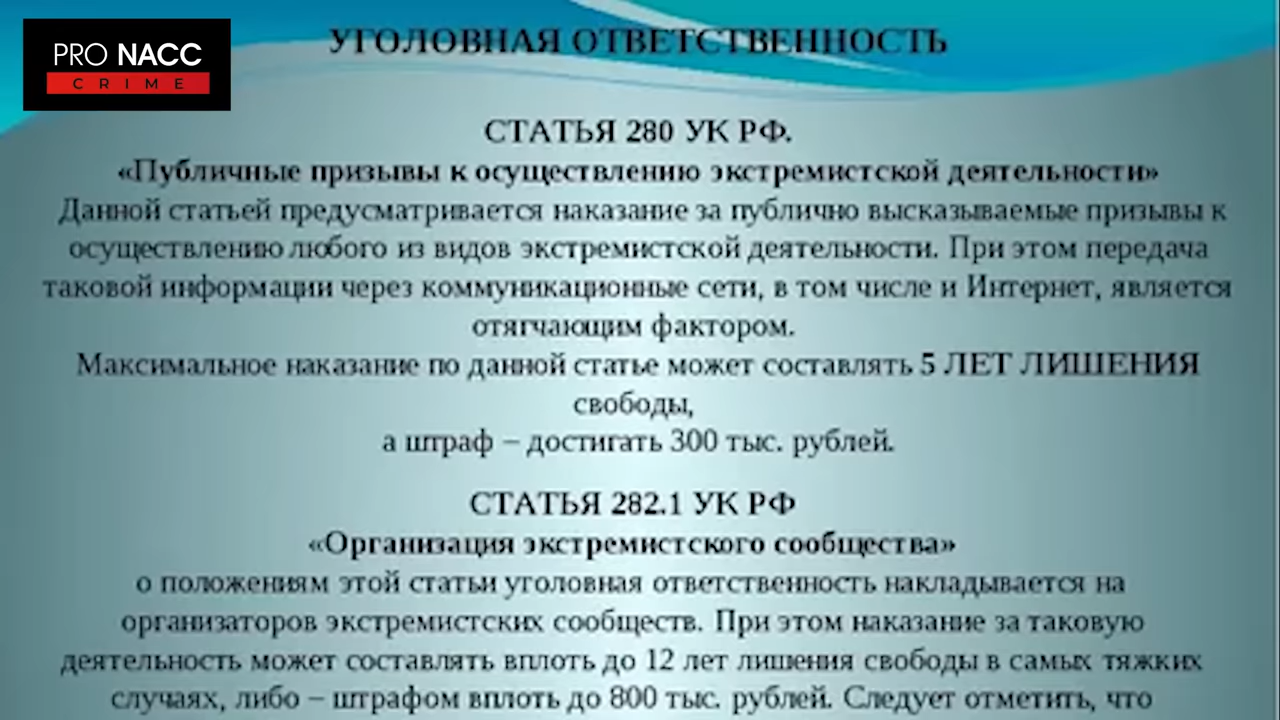 PRO NACC
CRIME
УГОЛОВНАЯ ОТВЕТСТВЕННОСТЬ
СТАТЬЯ 280 УК РФ.
«Публичные призывы к осуществлению экстремистской деятельности»
Данной статьей предусматривается наказание за публично высказываемые призывы к
осуществлению любого из видов экстремистской деятельности. При этом передача
таковой информации через коммуникационные сети, в том числе и Интернет, является
отягчающим фактором.
Максимальное наказание по данной статье может составлять 5 ЛЕТ ЛИШЕНИЯ
свободы,
а штраф – достигать 300 тыс. рублей.
СТАТЬЯ 282.1 УК РФ
«Организация экстремистского сообщества»
о положениям этой статьи уголовная ответственность накладывается на
организаторов экстремистских сообществ. При этом наказание за таковую
деятельность может составлять вплоть до 12 лет лишения свободы в самых тяжких
случаях, либо – штрафом вплоть до 800 тыс. рублей. Следует отметить, что